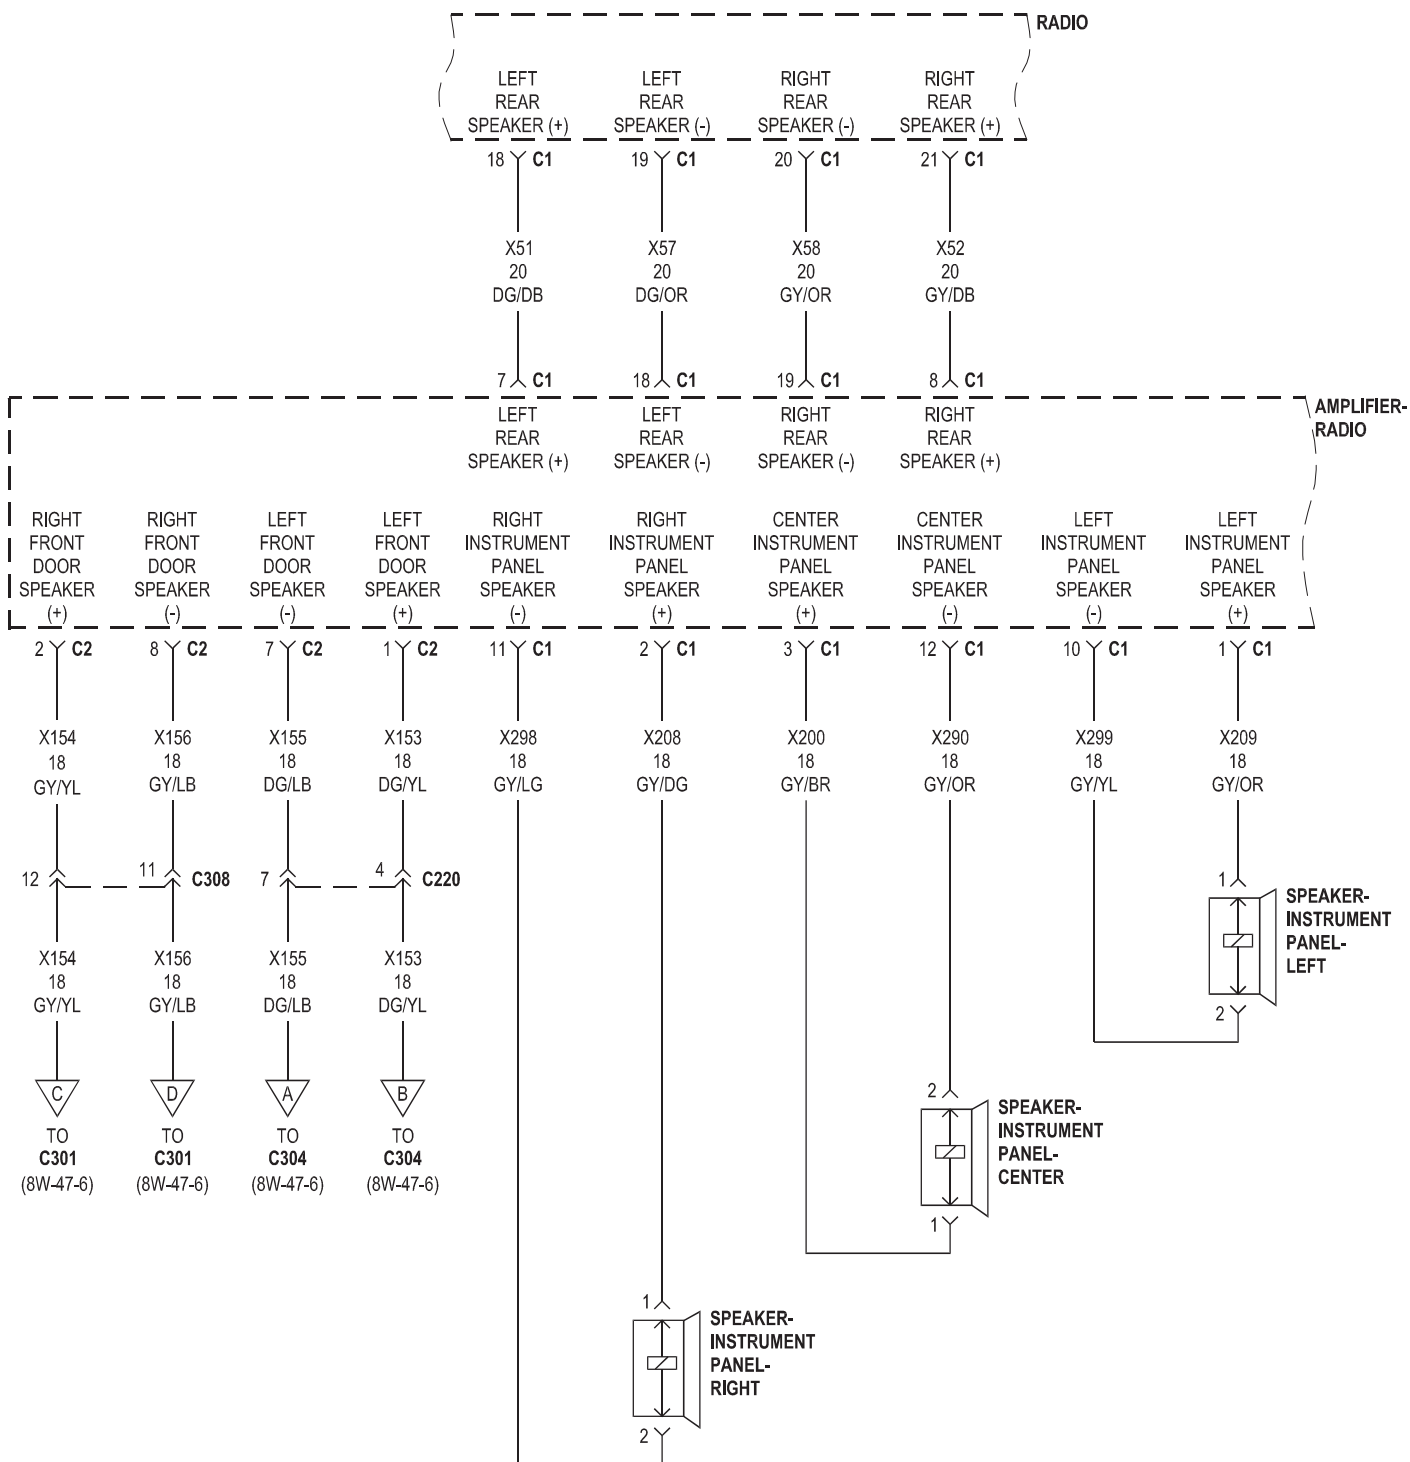 RADIO
LEFT REAR SPEAKER (+)
LEFT REAR SPEAKER (-)
RIGHT REAR SPEAKER (-)
RIGHT REAR SPEAKER (+)
18 C1
19 C1
20 C1
21 C1
X51 20 DG/DB
X57 20 DG/OR
X58 20 GY/OR
X52 20 GY/DB
7 C1
18 C1
19 C1
8 C1
AMPLIFIER-
RADIO
LEFT REAR SPEAKER (+)
LEFT REAR SPEAKER (-)
RIGHT REAR SPEAKER (-)
RIGHT REAR SPEAKER (+)
RIGHT FRONT DOOR SPEAKER (+)
RIGHT FRONT DOOR SPEAKER (-)
LEFT FRONT DOOR SPEAKER (-)
LEFT FRONT DOOR SPEAKER (+)
RIGHT INSTRUMENT PANEL SPEAKER (-)
RIGHT INSTRUMENT PANEL SPEAKER (+)
CENTER INSTRUMENT PANEL SPEAKER (+)
CENTER INSTRUMENT PANEL SPEAKER (-)
LEFT INSTRUMENT PANEL SPEAKER (-)
LEFT INSTRUMENT PANEL SPEAKER (+)
2 C2
8 C2
7 C2
1 C2
11 C1
2 C1
3 C1
12 C1
10 C1
1 C1
X154 18 GY/YL
X156 18 GY/LB
X155 18 DG/LB
X153 18 DG/YL
X298 18 GY/LG
X208 18 GY/DG
X200 18 GY/BR
X290 18 GY/OR
X299 18 GY/YL
X209 18 GY/OR
12
11
C308
7
4
C220
1
SPEAKER-
INSTRUMENT
PANEL-
LEFT
2
X154 18 GY/YL
X156 18 GY/LB
X155 18 DG/LB
X153 18 DG/YL
C
D
A
B
TO C301 (8W-47-6)
TO C301 (8W-47-6)
TO C304 (8W-47-6)
TO C304 (8W-47-6)
2
SPEAKER-
INSTRUMENT
PANEL-
CENTER
1
1
SPEAKER-
INSTRUMENT
PANEL-
RIGHT
2